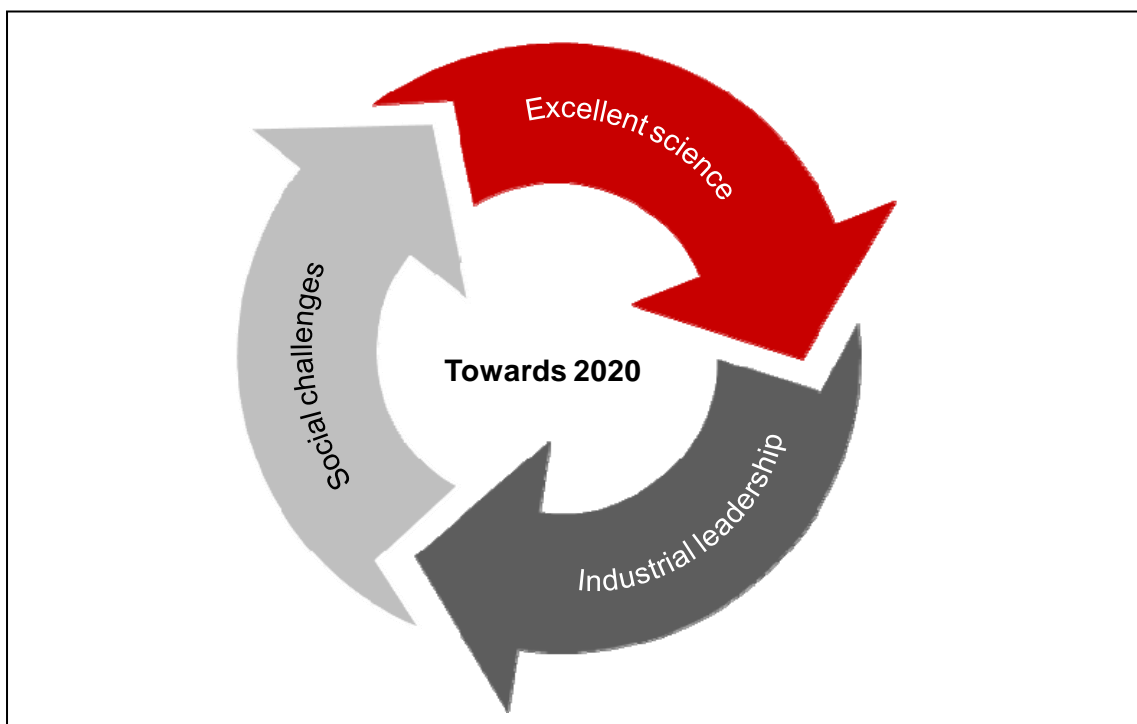 Excellent science
Social challenges
Towards 2020
Industrial leadership